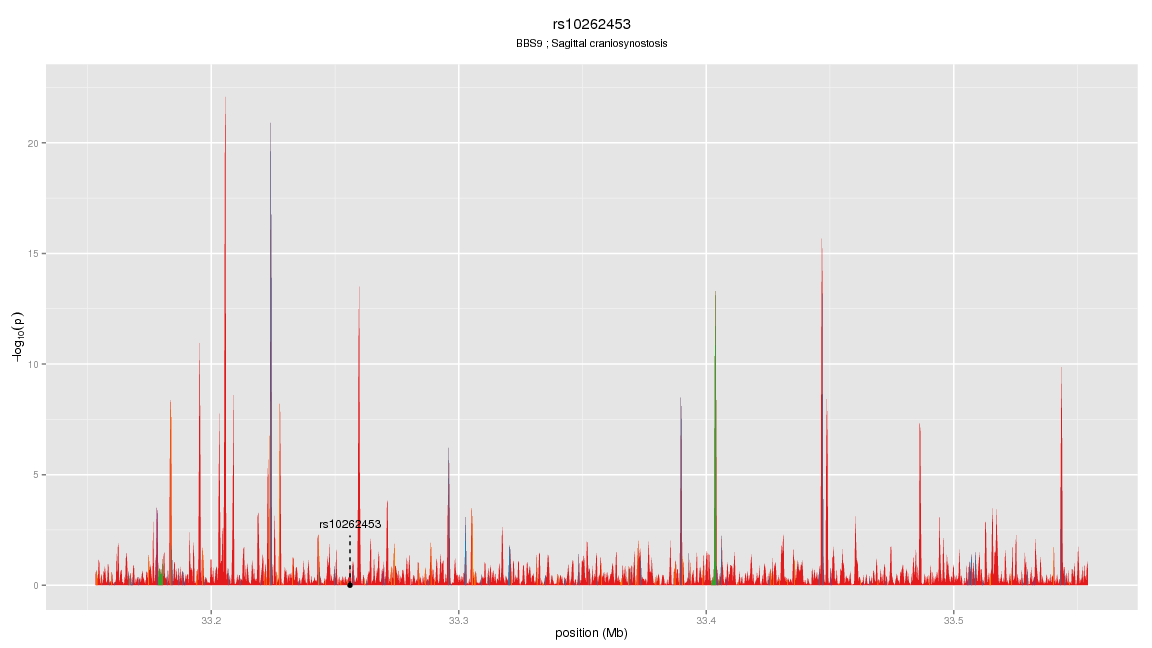 rs10262453
BBS9 ; Sagittal craniosynostosis
20
15
10
5
0
−log10(p)
rs10262453
33.2
33.3
33.4
33.5
position (Mb)